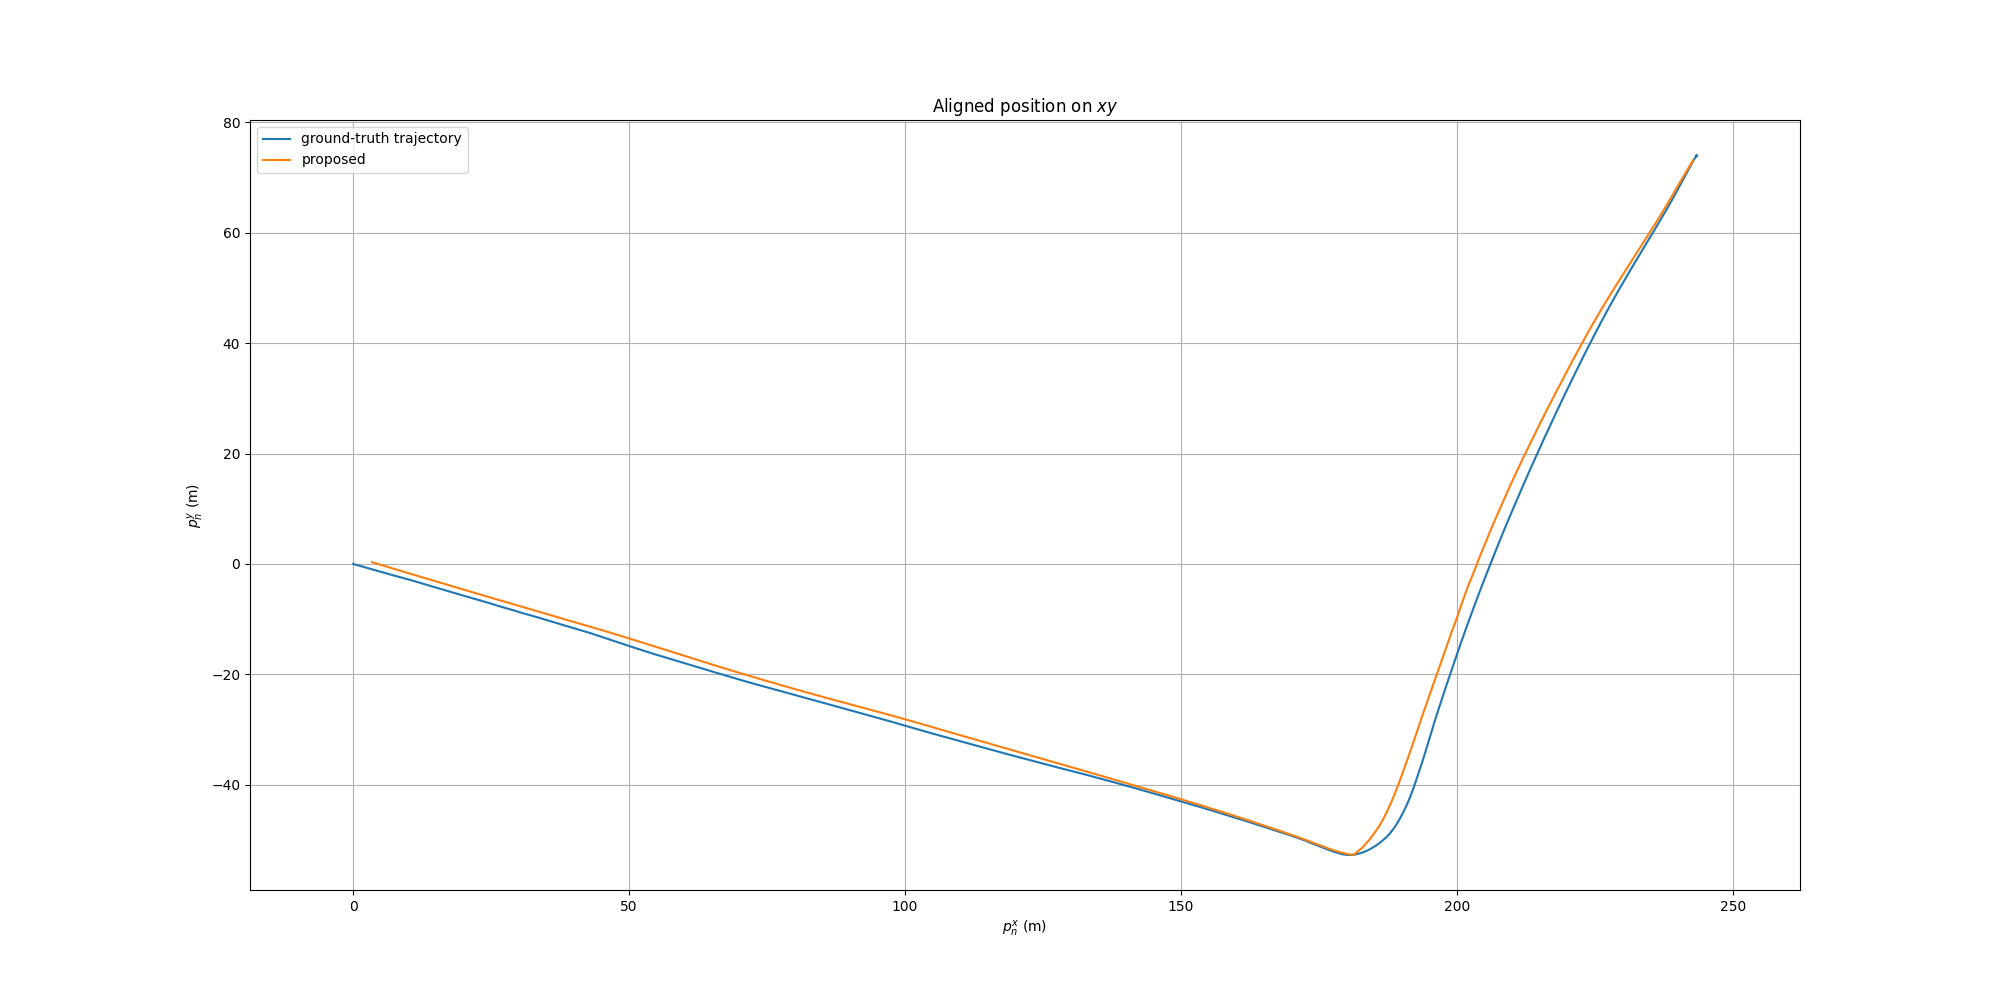 Aligned position on xy
ground-truth trajectory
proposed
80
60
40
20
0
−20
−40
p_n^y (m)
0 50 100 150 200 250
p_n^x (m)